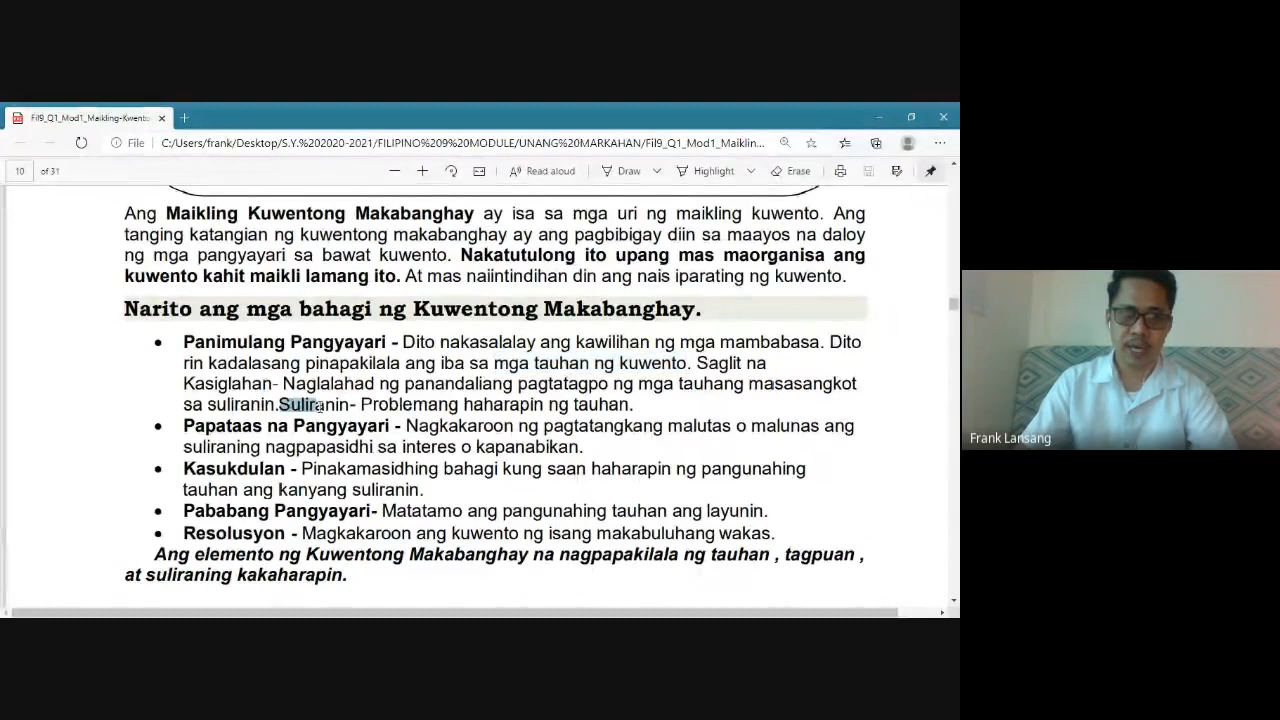 Fil9_Q1_Mod1_Maikling-Kwento
File C:/Users/frank/Desktop/S.Y.%202020-2021/FILIPINO%209%20MODULE/UNANG%20MARKAHAN/Fil9_Q1_Mod1_Maiklin...
10 of 31 Read aloud Draw Highlight Erase
Ang Maikling Kuwentong Makabanghay ay isa sa mga uri ng maikling kuwento. Ang
tanging katangian ng kuwentong makabanghay ay ang pagbibigay diin sa maayos na daloy
ng mga pangyayari sa bawat kuwento. Nakatutulong ito upang mas maorganisa ang
kuwento kahit maikli lamang ito. At mas naiintindihan din ang nais iparating ng kuwento.
Narito ang mga bahagi ng Kuwentong Makabanghay.
• Panimulang Pangyayari - Dito nakasalalay ang kawilihan ng mga mambabasa. Dito
rin kadalasang pinapakilala ang iba sa mga tauhan ng kuwento. Saglit na
Kasiglahan- Naglalahad ng panandaliang pagtatagpo ng mga tauhang masasangkot
sa suliranin.Suliranin- Problemang haharapin ng tauhan.
• Papataas na Pangyayari - Nagkakaroon ng pagtatangkang malutas o malunas ang
suliraning nagpapasidhi sa interes o kapanabikan.
• Kasukdulan - Pinakamasidhing bahagi kung saan haharapin ng pangunahing
tauhan ang kanyang suliranin.
• Pababang Pangyayari- Matatamo ang pangunahing tauhan ang layunin.
• Resolusyon - Magkakaroon ang kuwento ng isang makabuluhang wakas.
Ang elemento ng Kuwentong Makabanghay na nagpapakilala ng tauhan , tagpuan ,
at suliraning kakaharapin.
Frank Lansang